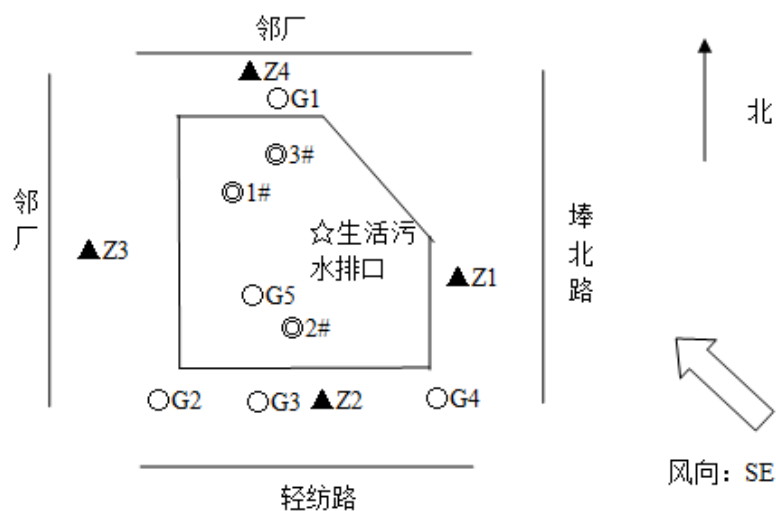 邻厂
▲Z4
○G1
北
◎3#
◎1#
邻厂
☆生活污
水排口
▲Z3
▲Z1
埲北路
○G5
◎2#
○G2
○G3
▲Z2
○G4
风向：SE
轻纺路